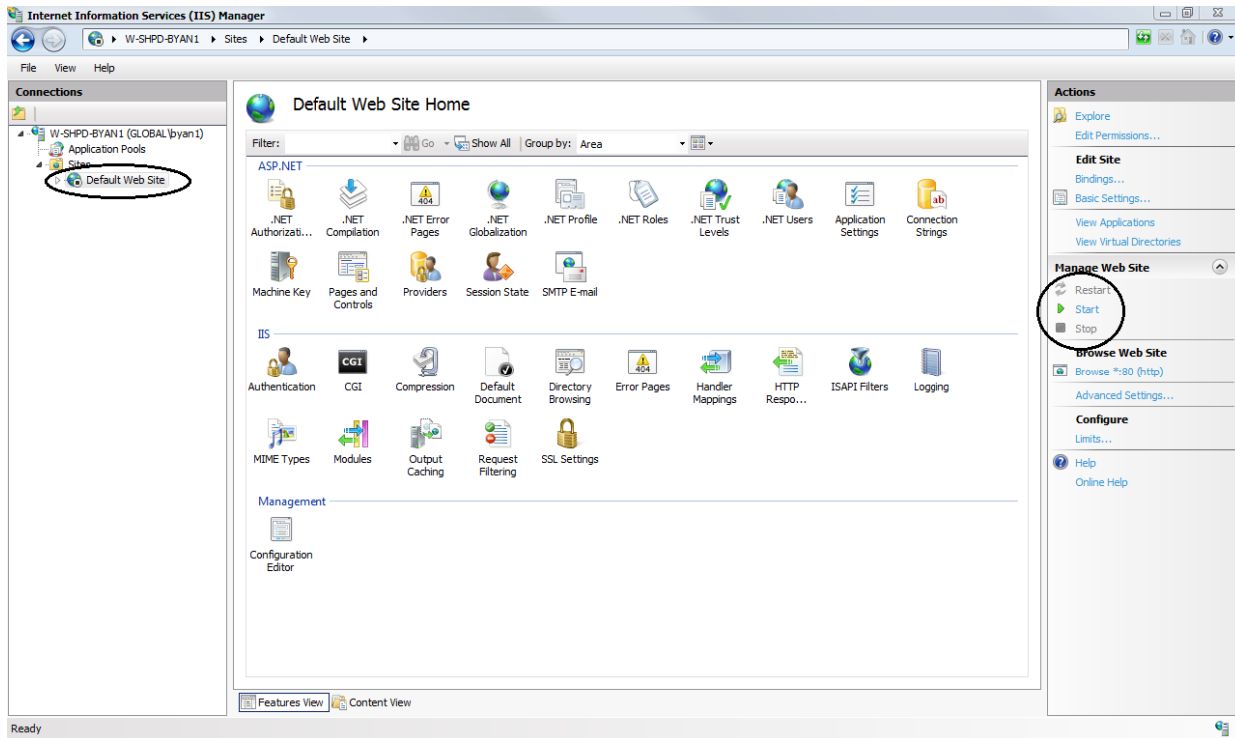 Internet Information Services (IIS) Manager
W-SHPD-BYAN1 Sites Default Web Site
File View Help
Connections
W-SHPD-BYAN1 (GLOBAL\byan1)
Application Pools
Sites
Default Web Site
Default Web Site Home
Filter: Go Show All Group by: Area
ASP.NET
.NET Authorizati...
.NET Compilation
404
.NET Error Pages
.NET Globalization
.NET Profile
.NET Roles
.NET Trust Levels
.NET Users
Application Settings
ab
Connection Strings
Machine Key
Pages and Controls
Providers
Session State
SMTP E-mail
IIS
Authentication
CGI
CGI
Compression
Default Document
Directory Browsing
404
Error Pages
Handler Mappings
HTTP Respo...
ISAPI Filters
Logging
MIME Types
Modules
Output Caching
Request Filtering
SSL Settings
Management
Configuration Editor
Features View Content View
Actions
Explore
Edit Permissions...
Edit Site
Bindings...
Basic Settings...
View Applications
View Virtual Directories
Manage Web Site
Restart
Start
Stop
Browse Web Site
Browse *:80 (http)
Advanced Settings...
Configure
Limits...
Help
Online Help
Ready